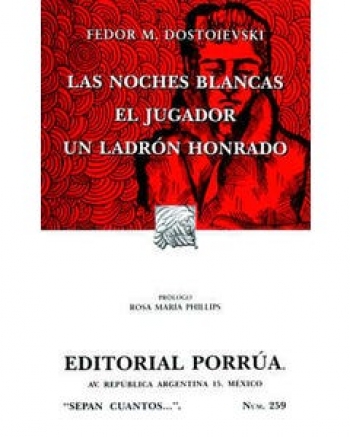 FEDOR M. DOSTOIEVSKI
LAS NOCHES BLANCAS
EL JUGADOR
UN LADRÓN HONRADO
PRÓLOGO
ROSA MARÍA PHILLIPS
EDITORIAL PORRÚA.
AV. REPÚBLICA ARGENTINA 15. MÉXICO
"SEPAN CUANTOS...". NÚM. 259